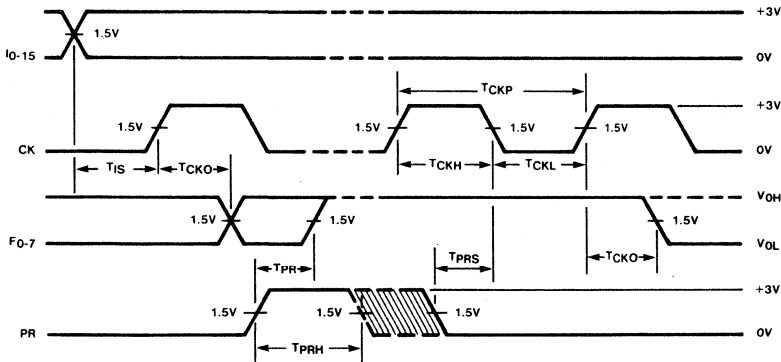 +3V
1.5V
I0-15
0V
TCKP
+3V
1.5V 1.5V 1.5V
CK
0V
TIS TCKO TCKH TCKL
VOH
1.5V 1.5V 1.5V
F0-7
VOL
TPR TPRS TCKO
+3V
1.5V 1.5V 1.5V
PR
0V
TPRH